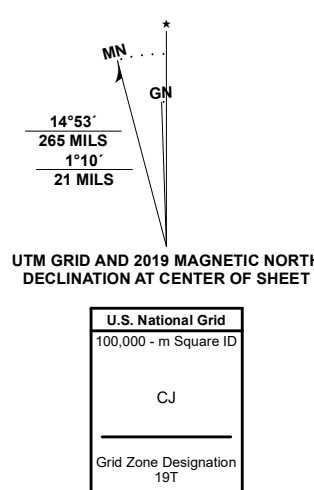 ★
MN
GN
14°53´
265 MILS
1°10´
21 MILS
UTM GRID AND 2019 MAGNETIC NORTH
DECLINATION AT CENTER OF SHEET
U.S. National Grid
100,000 - m Square ID
CJ
Grid Zone Designation
19T